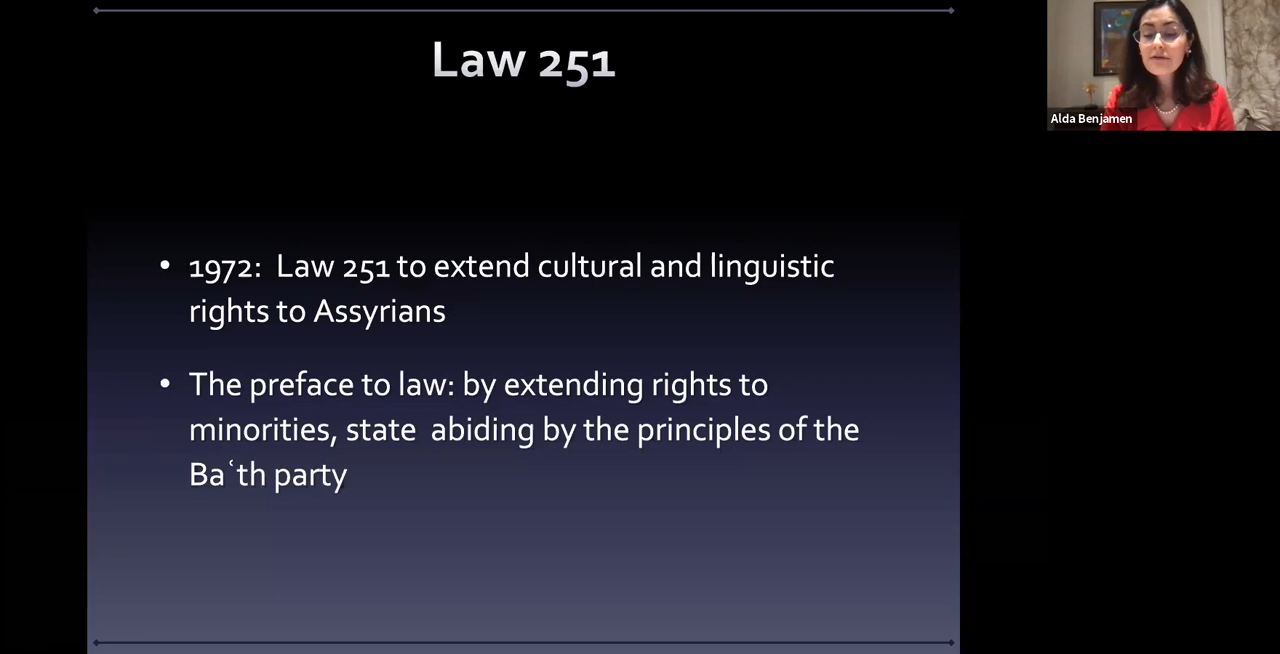 Law 251
Alda Benjamen
• 1972:  Law 251 to extend cultural and linguistic
rights to Assyrians
• The preface to law: by extending rights to
minorities, state  abiding by the principles of the
Baʿth party